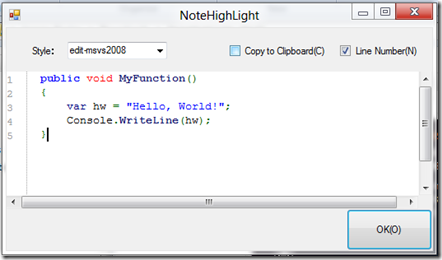 NoteHighLight
Style: edit-msvs2008 Copy to Clipboard(C) Line Number(N)
1 public void MyFunction()
2 {
3     var hw = "Hello, World!";
4     Console.WriteLine(hw);
5 }
OK(O)